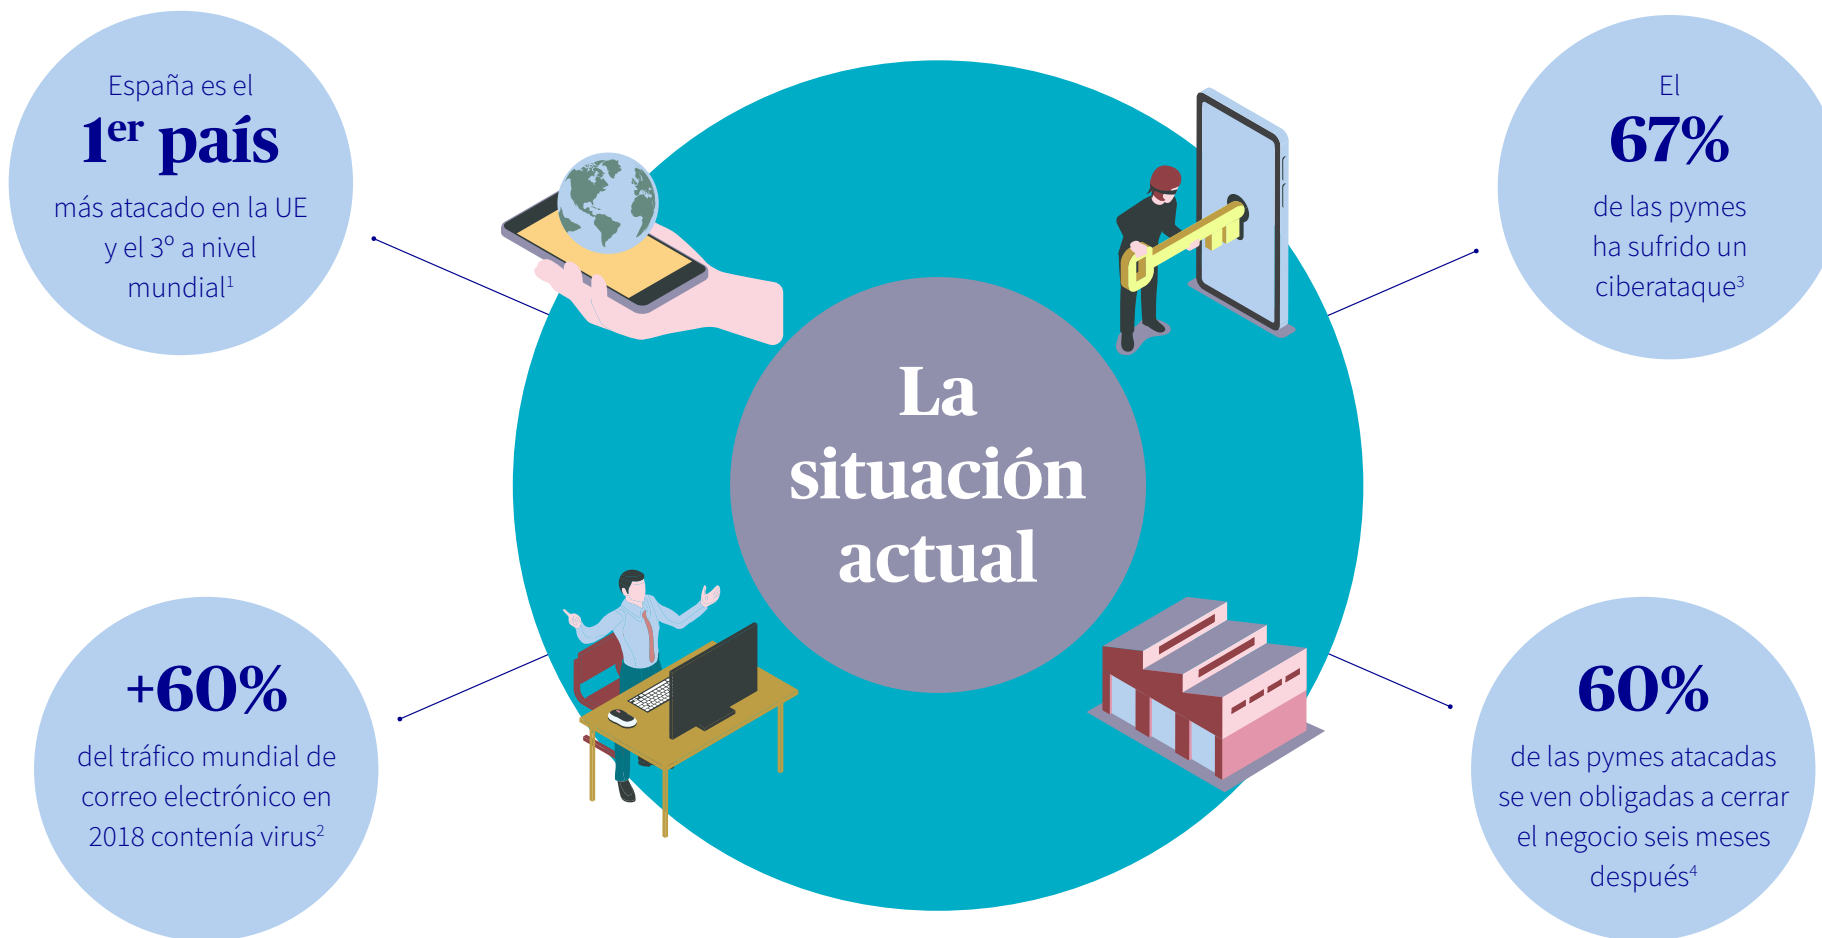 España es el
1er país
más atacado en la UE
y el 3º a nivel
mundial1
El
67%
de las pymes
ha sufrido un
ciberataque3
La
situación
actual
+60%
del tráfico mundial de
correo electrónico en
2018 contenía virus2
60%
de las pymes atacadas
se ven obligadas a cerrar
el negocio seis meses
después4